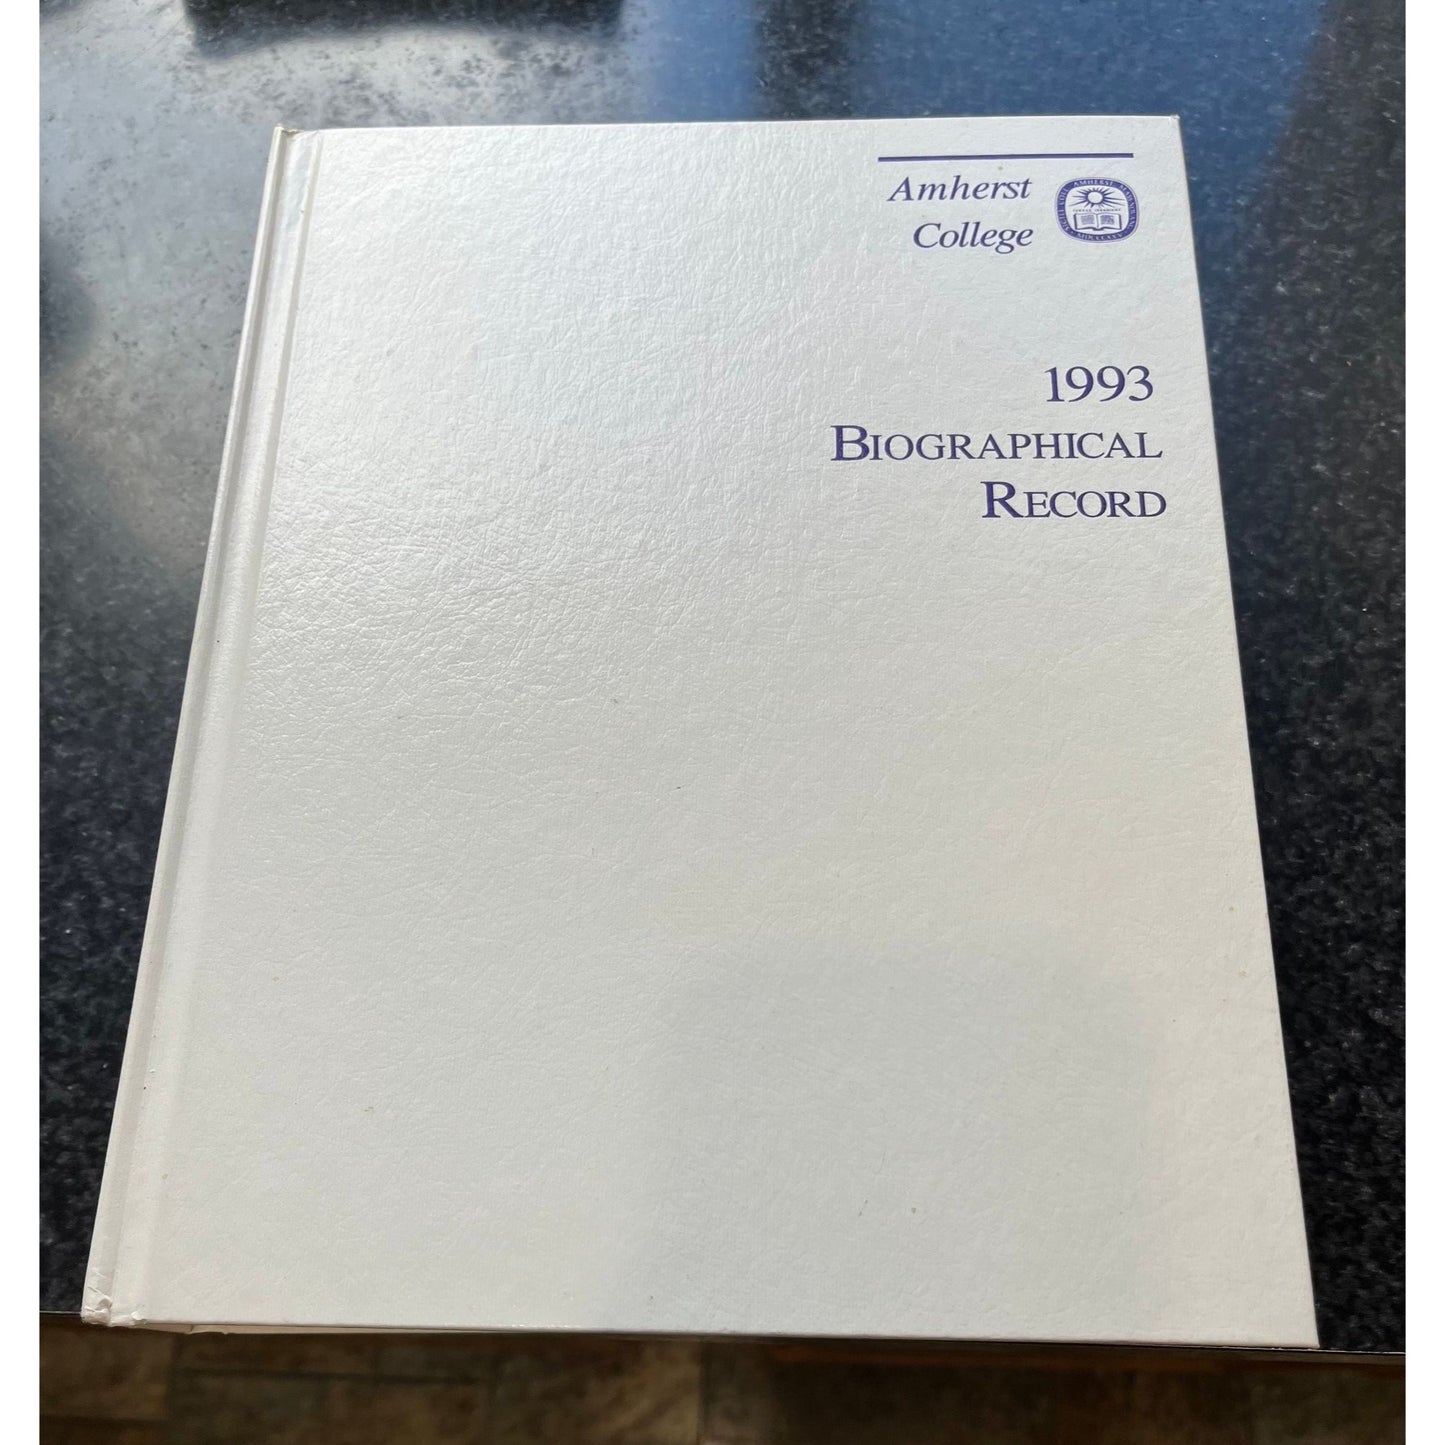 Amherst
College
1993
BIOGRAPHICAL
RECORD